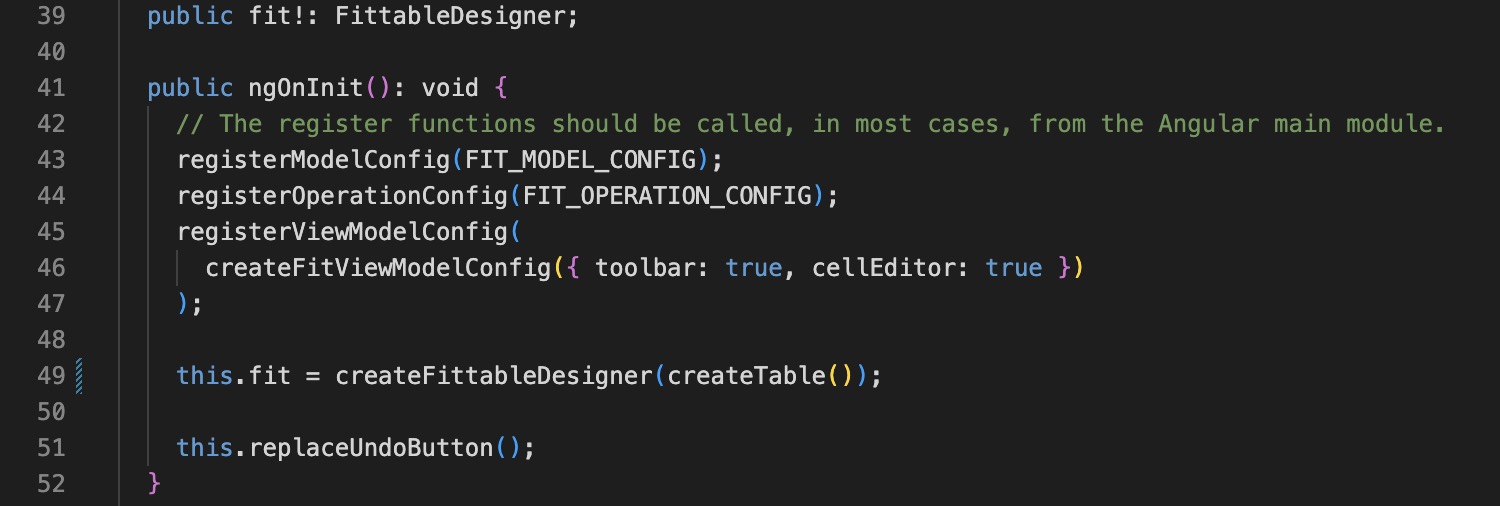 39 public fit!: FittableDesigner;
40
41 public ngOnInit(): void {
42 // The register functions should be called, in most cases, from the Angular main module.
43 registerModelConfig(FIT_MODEL_CONFIG);
44 registerOperationConfig(FIT_OPERATION_CONFIG);
45 registerViewModelConfig(
46 createFitViewModelConfig({ toolbar: true, cellEditor: true })
47 );
48
49 this.fit = createFittableDesigner(createTable());
50
51 this.replaceUndoButton();
52 }